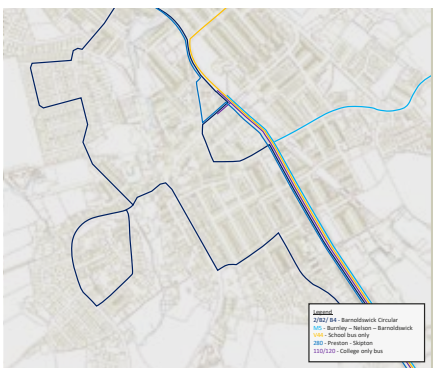 Legend
2/B2/ B4 - Barnoldswick Circular
M5 - Burnley – Nelson – Barnoldswick
- School bus only
280 - Preston - Skipton
110/120 - College only bus